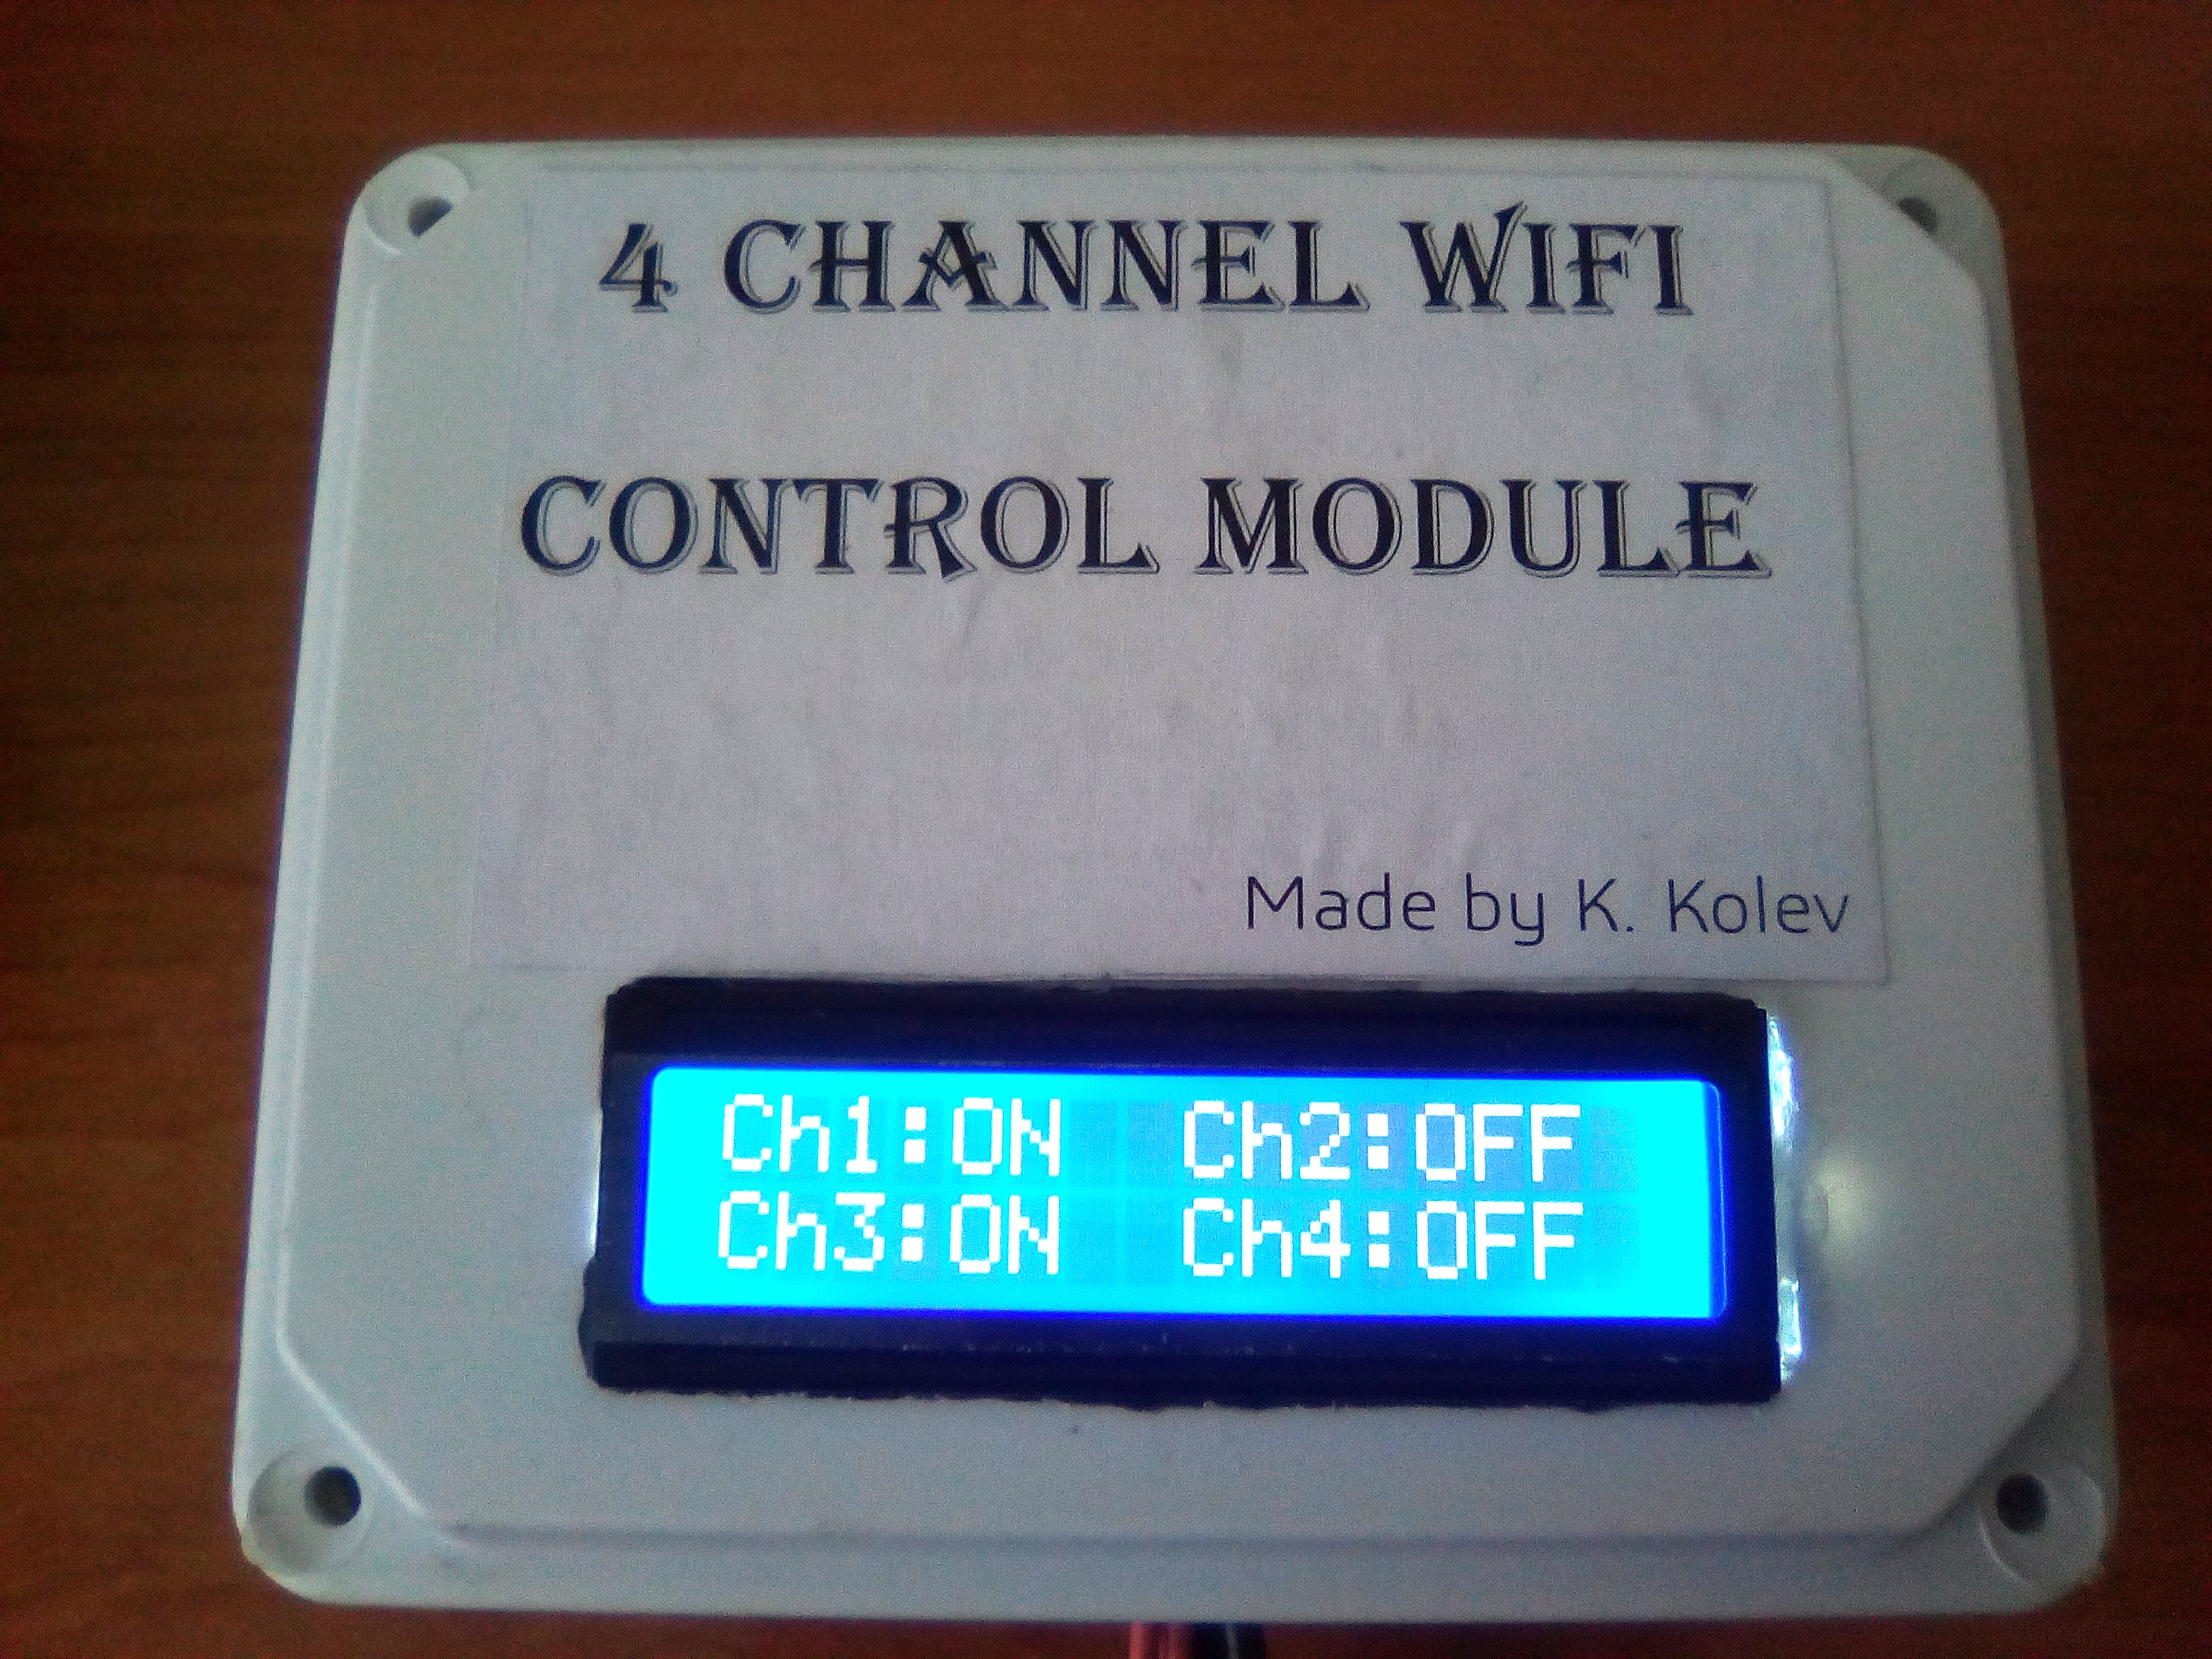 4 CHANNEL WIFI
CONTROL MODULE
Made by K. Kolev
Ch1:ON Ch2:OFF
Ch3:ON Ch4:OFF